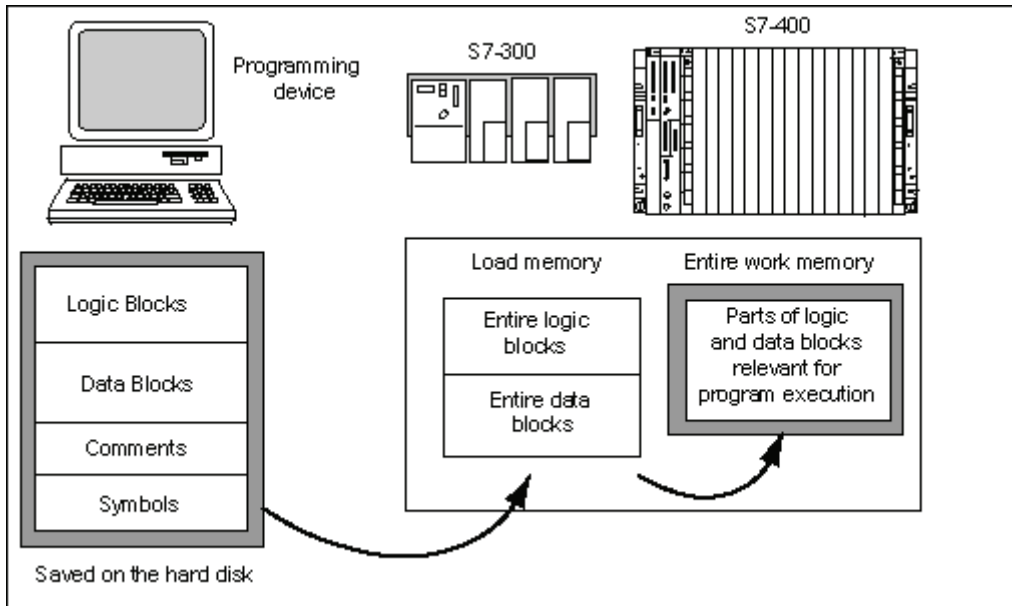 Programming
device
S7-300
S7-400
Logic Blocks
Data Blocks
Comments
Symbols
Saved on the hard disk
Load memory
Entire logic
blocks
Entire data
blocks
Entire work memory
Parts of logic
and data blocks
relevant for
program execution